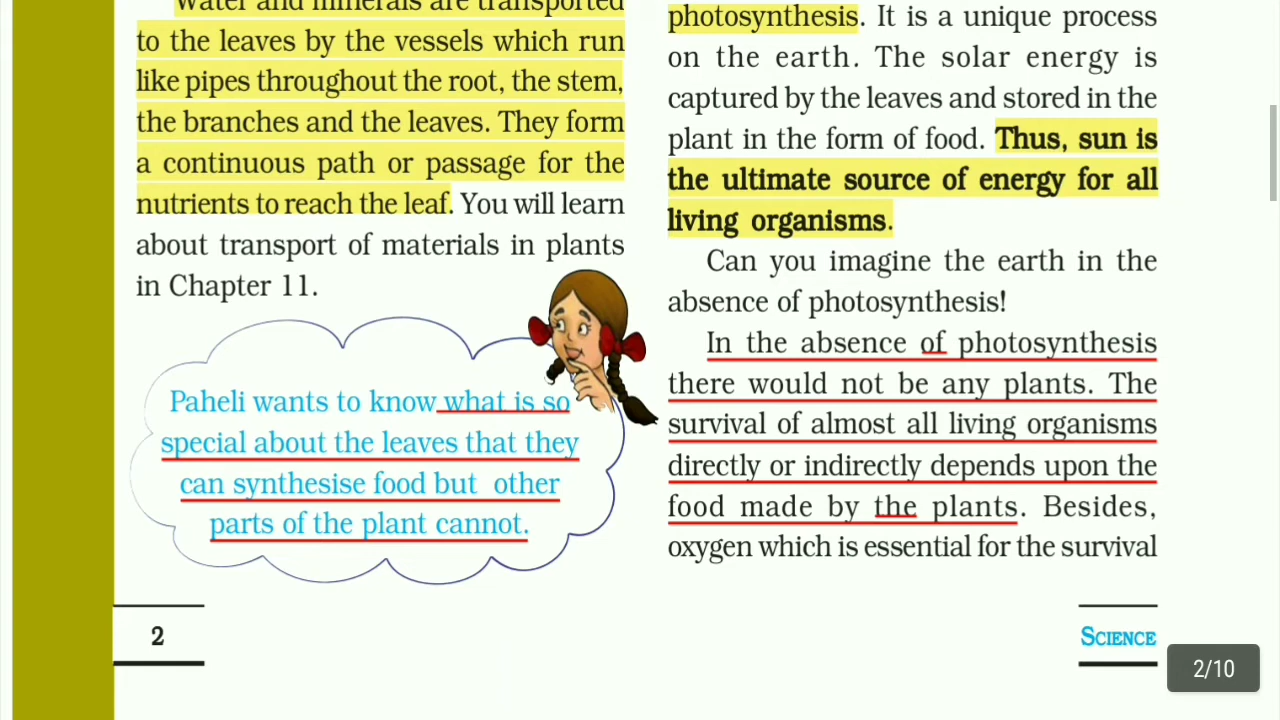 Water and minerals are transported
to the leaves by the vessels which run
like pipes throughout the root, the stem,
the branches and the leaves. They form
a continuous path or passage for the
nutrients to reach the leaf. You will learn
about transport of materials in plants
in Chapter 11.
Paheli wants to know what is so
special about the leaves that they
can synthesise food but other
parts of the plant cannot.
photosynthesis. It is a unique process
on the earth. The solar energy is
captured by the leaves and stored in the
plant in the form of food. Thus, sun is
the ultimate source of energy for all
living organisms.
Can you imagine the earth in the
absence of photosynthesis!
In the absence of photosynthesis
there would not be any plants. The
survival of almost all living organisms
directly or indirectly depends upon the
food made by the plants. Besides,
oxygen which is essential for the survival
2
SCIENCE
2/10